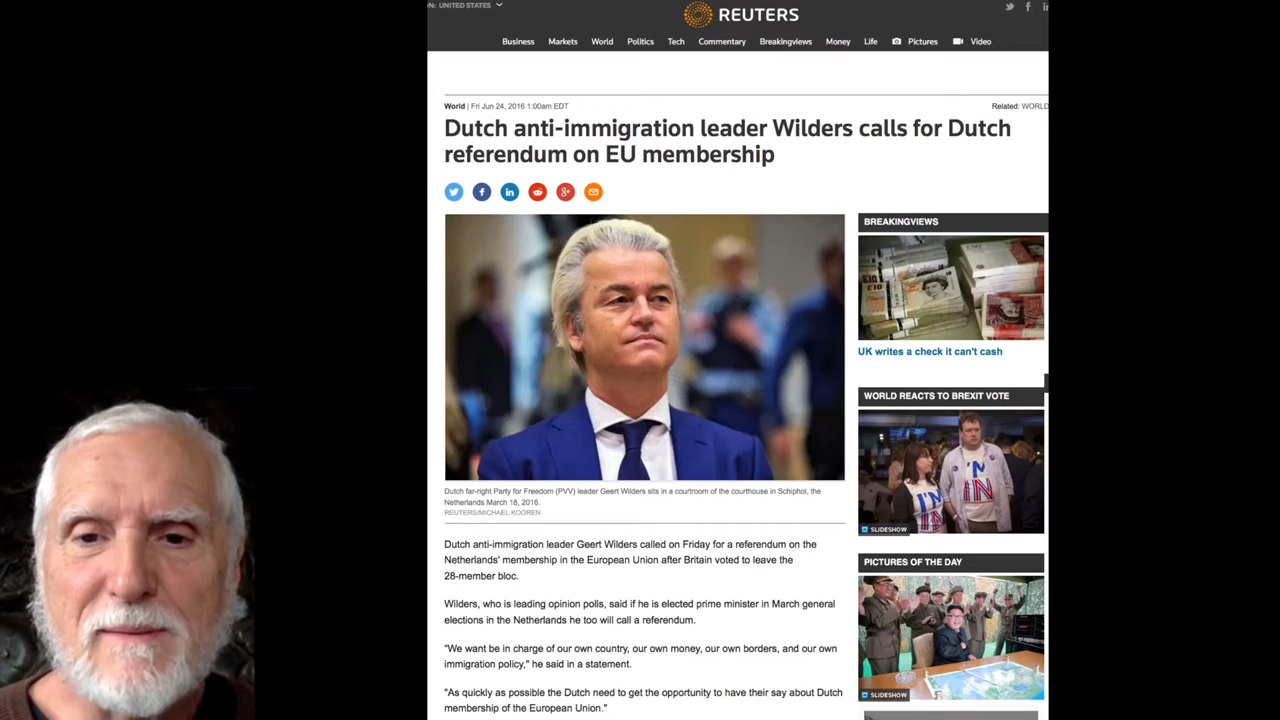 N: UNITED STATES
REUTERS
Business Markets World Politics Tech Commentary Breakingviews Money Life Pictures Video
World | Fri Jun 24, 2016 1:00am EDT
Related: WORLD
Dutch anti-immigration leader Wilders calls for Dutch
referendum on EU membership
BREAKINGVIEWS
£10
UK writes a check it can't cash
WORLD REACTS TO BREXIT VOTE
I'M
IN
I'M
IN
SLIDESHOW
Dutch far-right Party for Freedom (PVV) leader Geert Wilders sits in a courtroom of the courthouse in Schiphol, the
Netherlands March 18, 2016.
REUTERS/MICHAEL KOOREN
Dutch anti-immigration leader Geert Wilders called on Friday for a referendum on the
Netherlands' membership in the European Union after Britain voted to leave the
28-member bloc.
Wilders, who is leading opinion polls, said if he is elected prime minister in March general
elections in the Netherlands he too will call a referendum.
"We want be in charge of our own country, our own money, our own borders, and our own
immigration policy," he said in a statement.
"As quickly as possible the Dutch need to get the opportunity to have their say about Dutch
membership of the European Union."
PICTURES OF THE DAY
SLIDESHOW